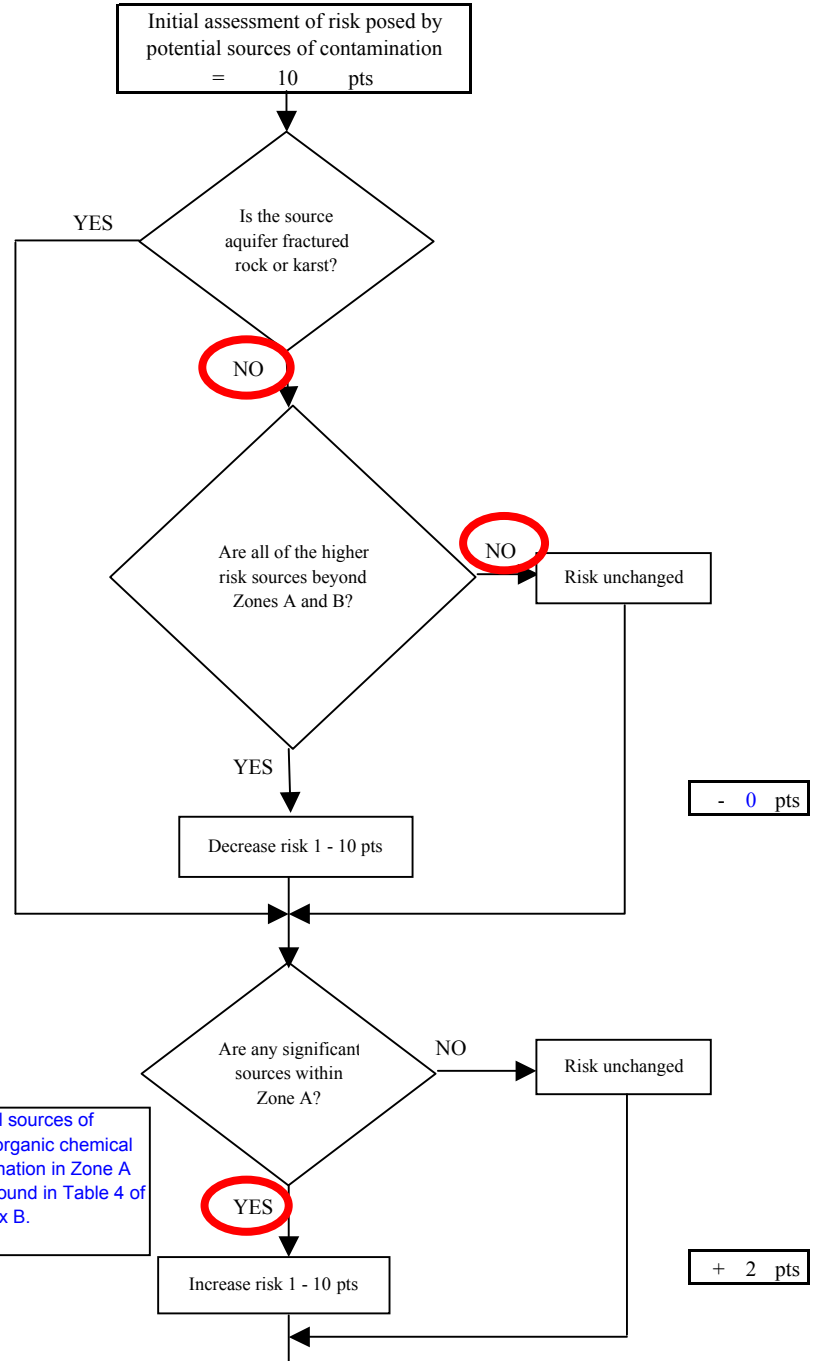 Initial assessment of risk posed by
potential sources of contamination
= 10 pts
YES
Is the source
aquifer fractured
rock or karst?
NO
Are all of the higher
risk sources beyond
Zones A and B?
NO
Risk unchanged
YES
- 0 pts
Decrease risk 1 - 10 pts
Are any significant
sources within
Zone A?
NO
Risk unchanged
sources of
organic chemical
nation in Zone A
ound in Table 4 of
x B.
YES
Increase risk 1 - 10 pts
+ 2 pts